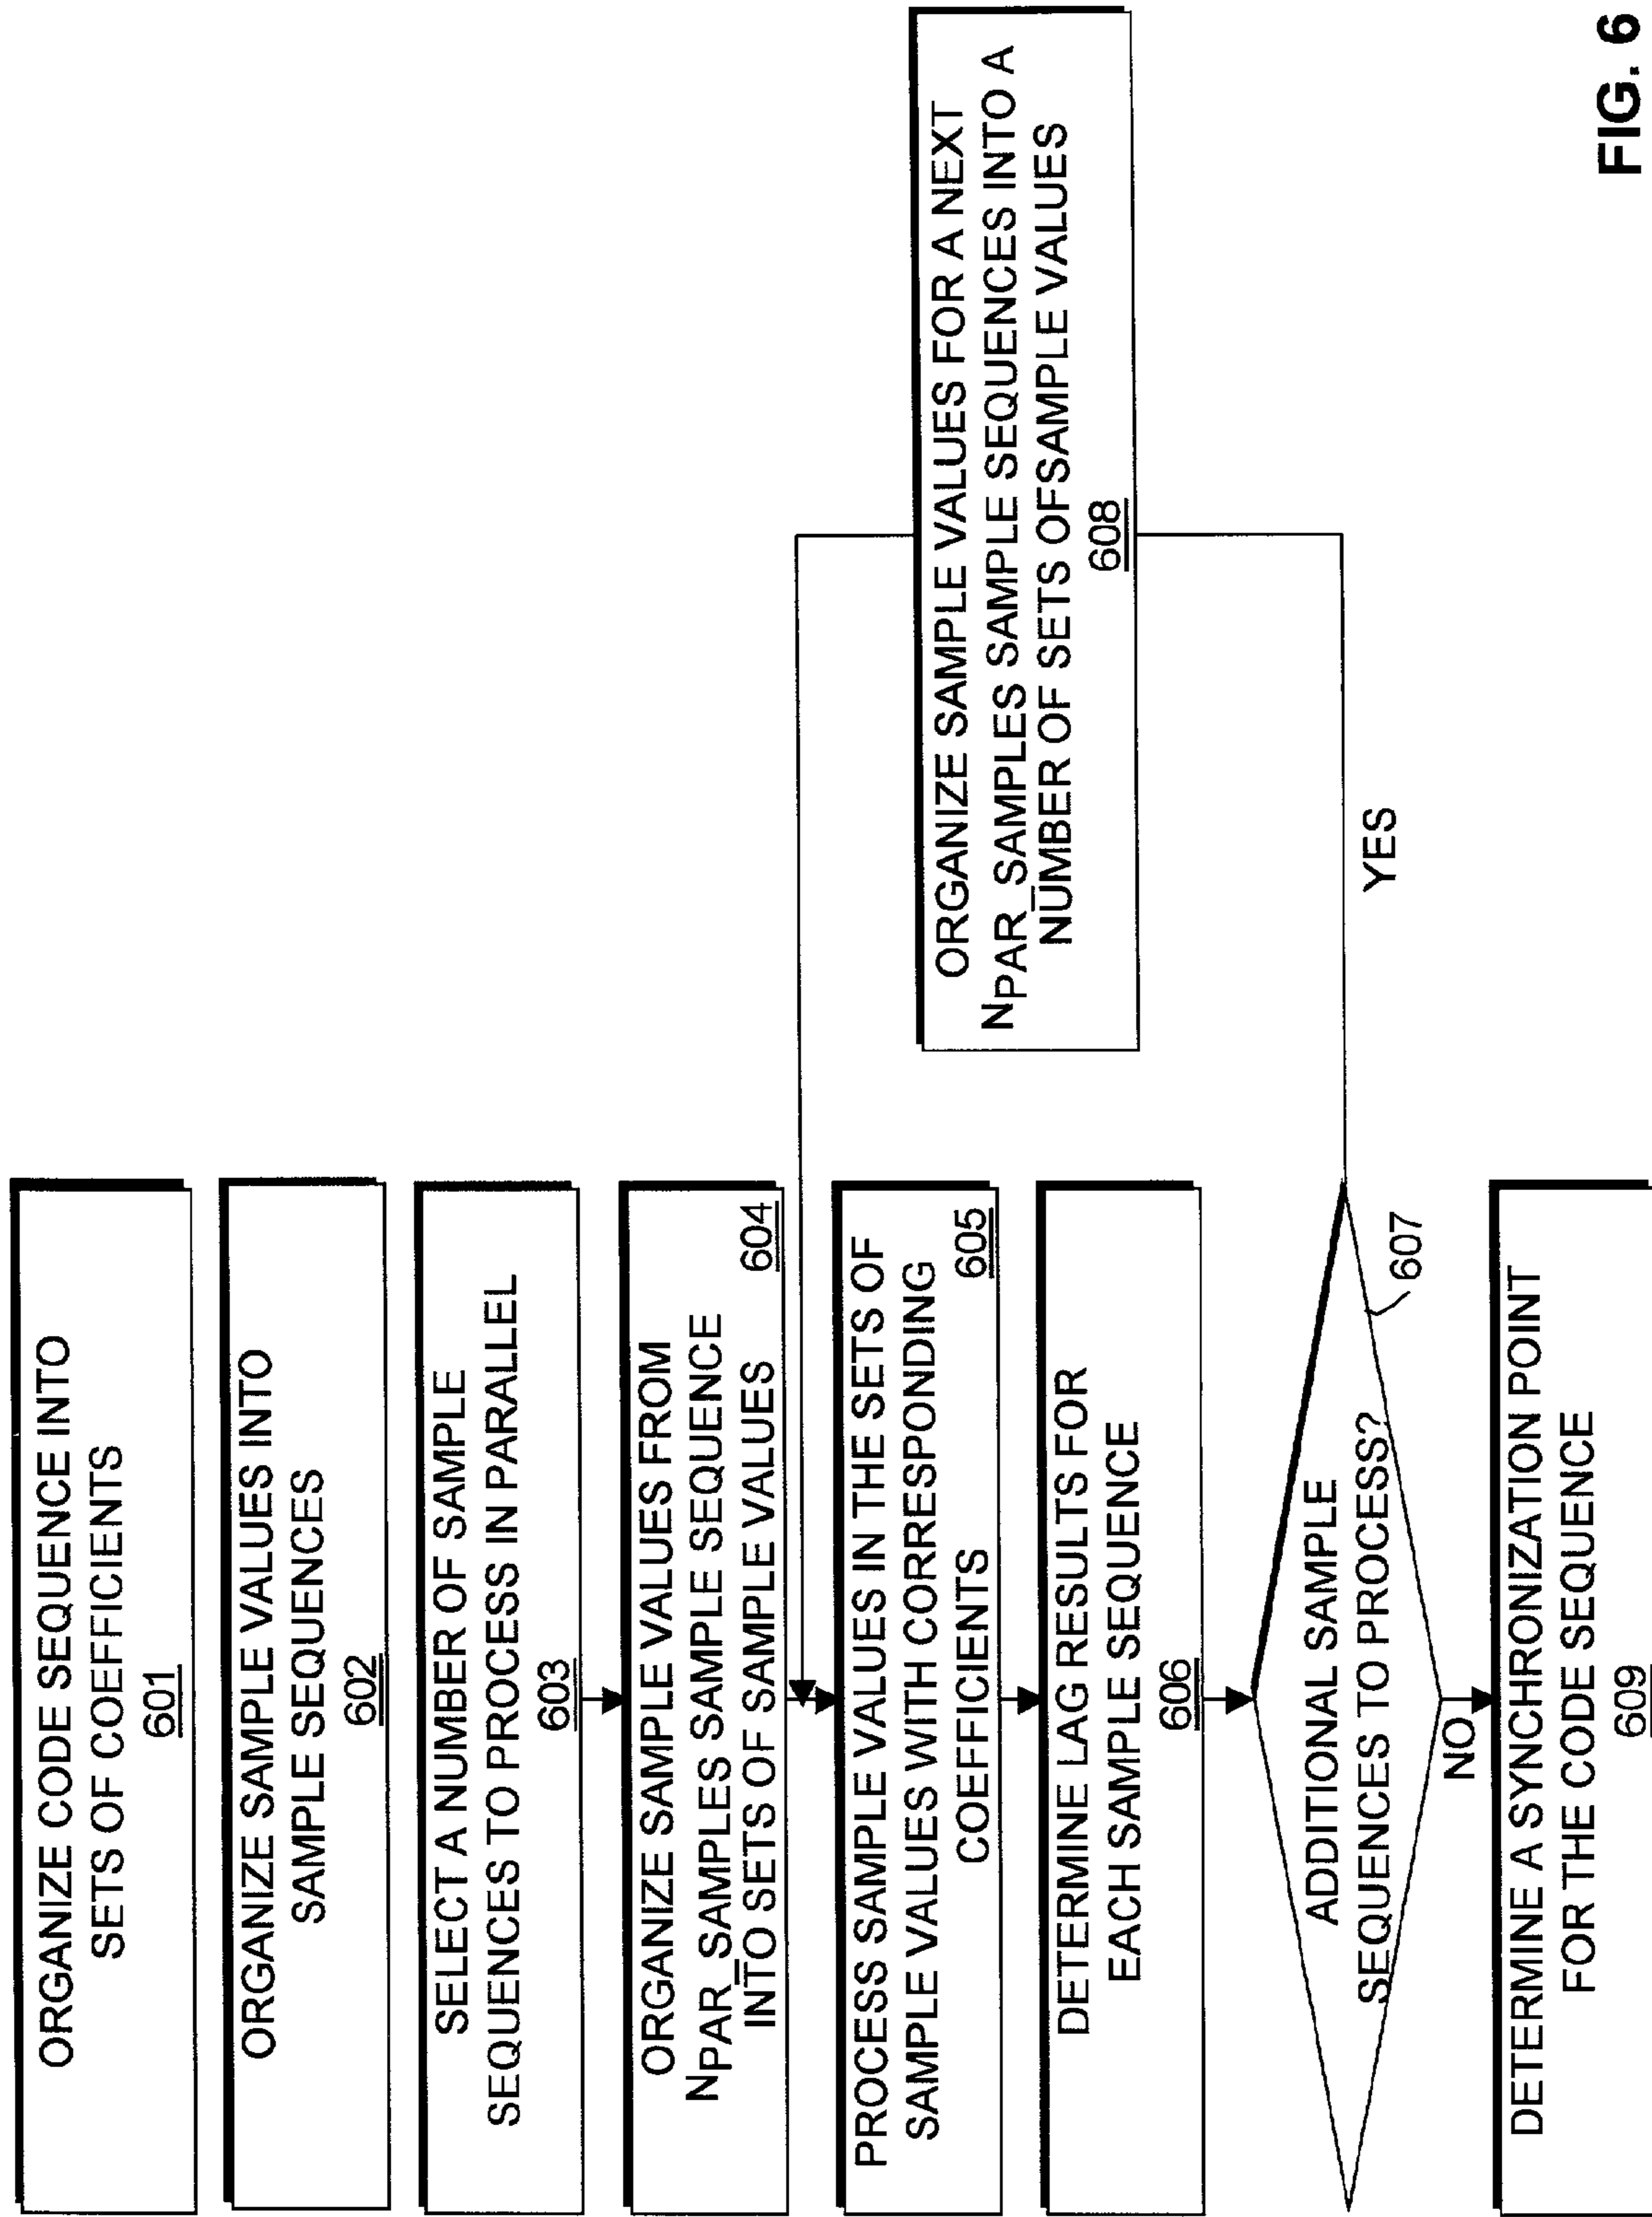 ORGANIZE CODE SEQUENCE INTO
SETS OF COEFFICIENTS
601
ORGANIZE SAMPLE VALUES INTO
SAMPLE SEQUENCES
602
SELECT A NUMBER OF SAMPLE
SEQUENCES TO PROCESS IN PARALLEL
603
ORGANIZE SAMPLE VALUES FROM
NPAR_SAMPLES SAMPLE SEQUENCE
INTO SETS OF SAMPLE VALUES
604
PROCESS SAMPLE VALUES IN THE SETS OF
SAMPLE VALUES WITH CORRESPONDING
COEFFICIENTS
605
DETERMINE LAG RESULTS FOR
EACH SAMPLE SEQUENCE
606
ADDITIONAL SAMPLE
SEQUENCES TO PROCESS?
607
YES
NO
ORGANIZE SAMPLE VALUES FOR A NEXT
NPAR_SAMPLES SAMPLE SEQUENCES INTO A
NUMBER OF SETS OFSAMPLE VALUES
608
DETERMINE A SYNCHRONIZATION POINT
FOR THE CODE SEQUENCE
609
FIG. 6